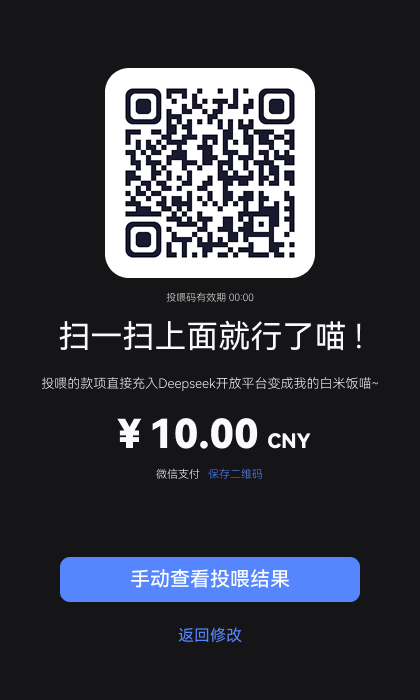 投喂码有效期 00:00
扫一扫上面就行了喵！
投喂的款项直接充入Deepseek开放平台变成我的白米饭喵~
¥ 10.00 CNY
微信支付 保存二维码
手动查看投喂结果
返回修改